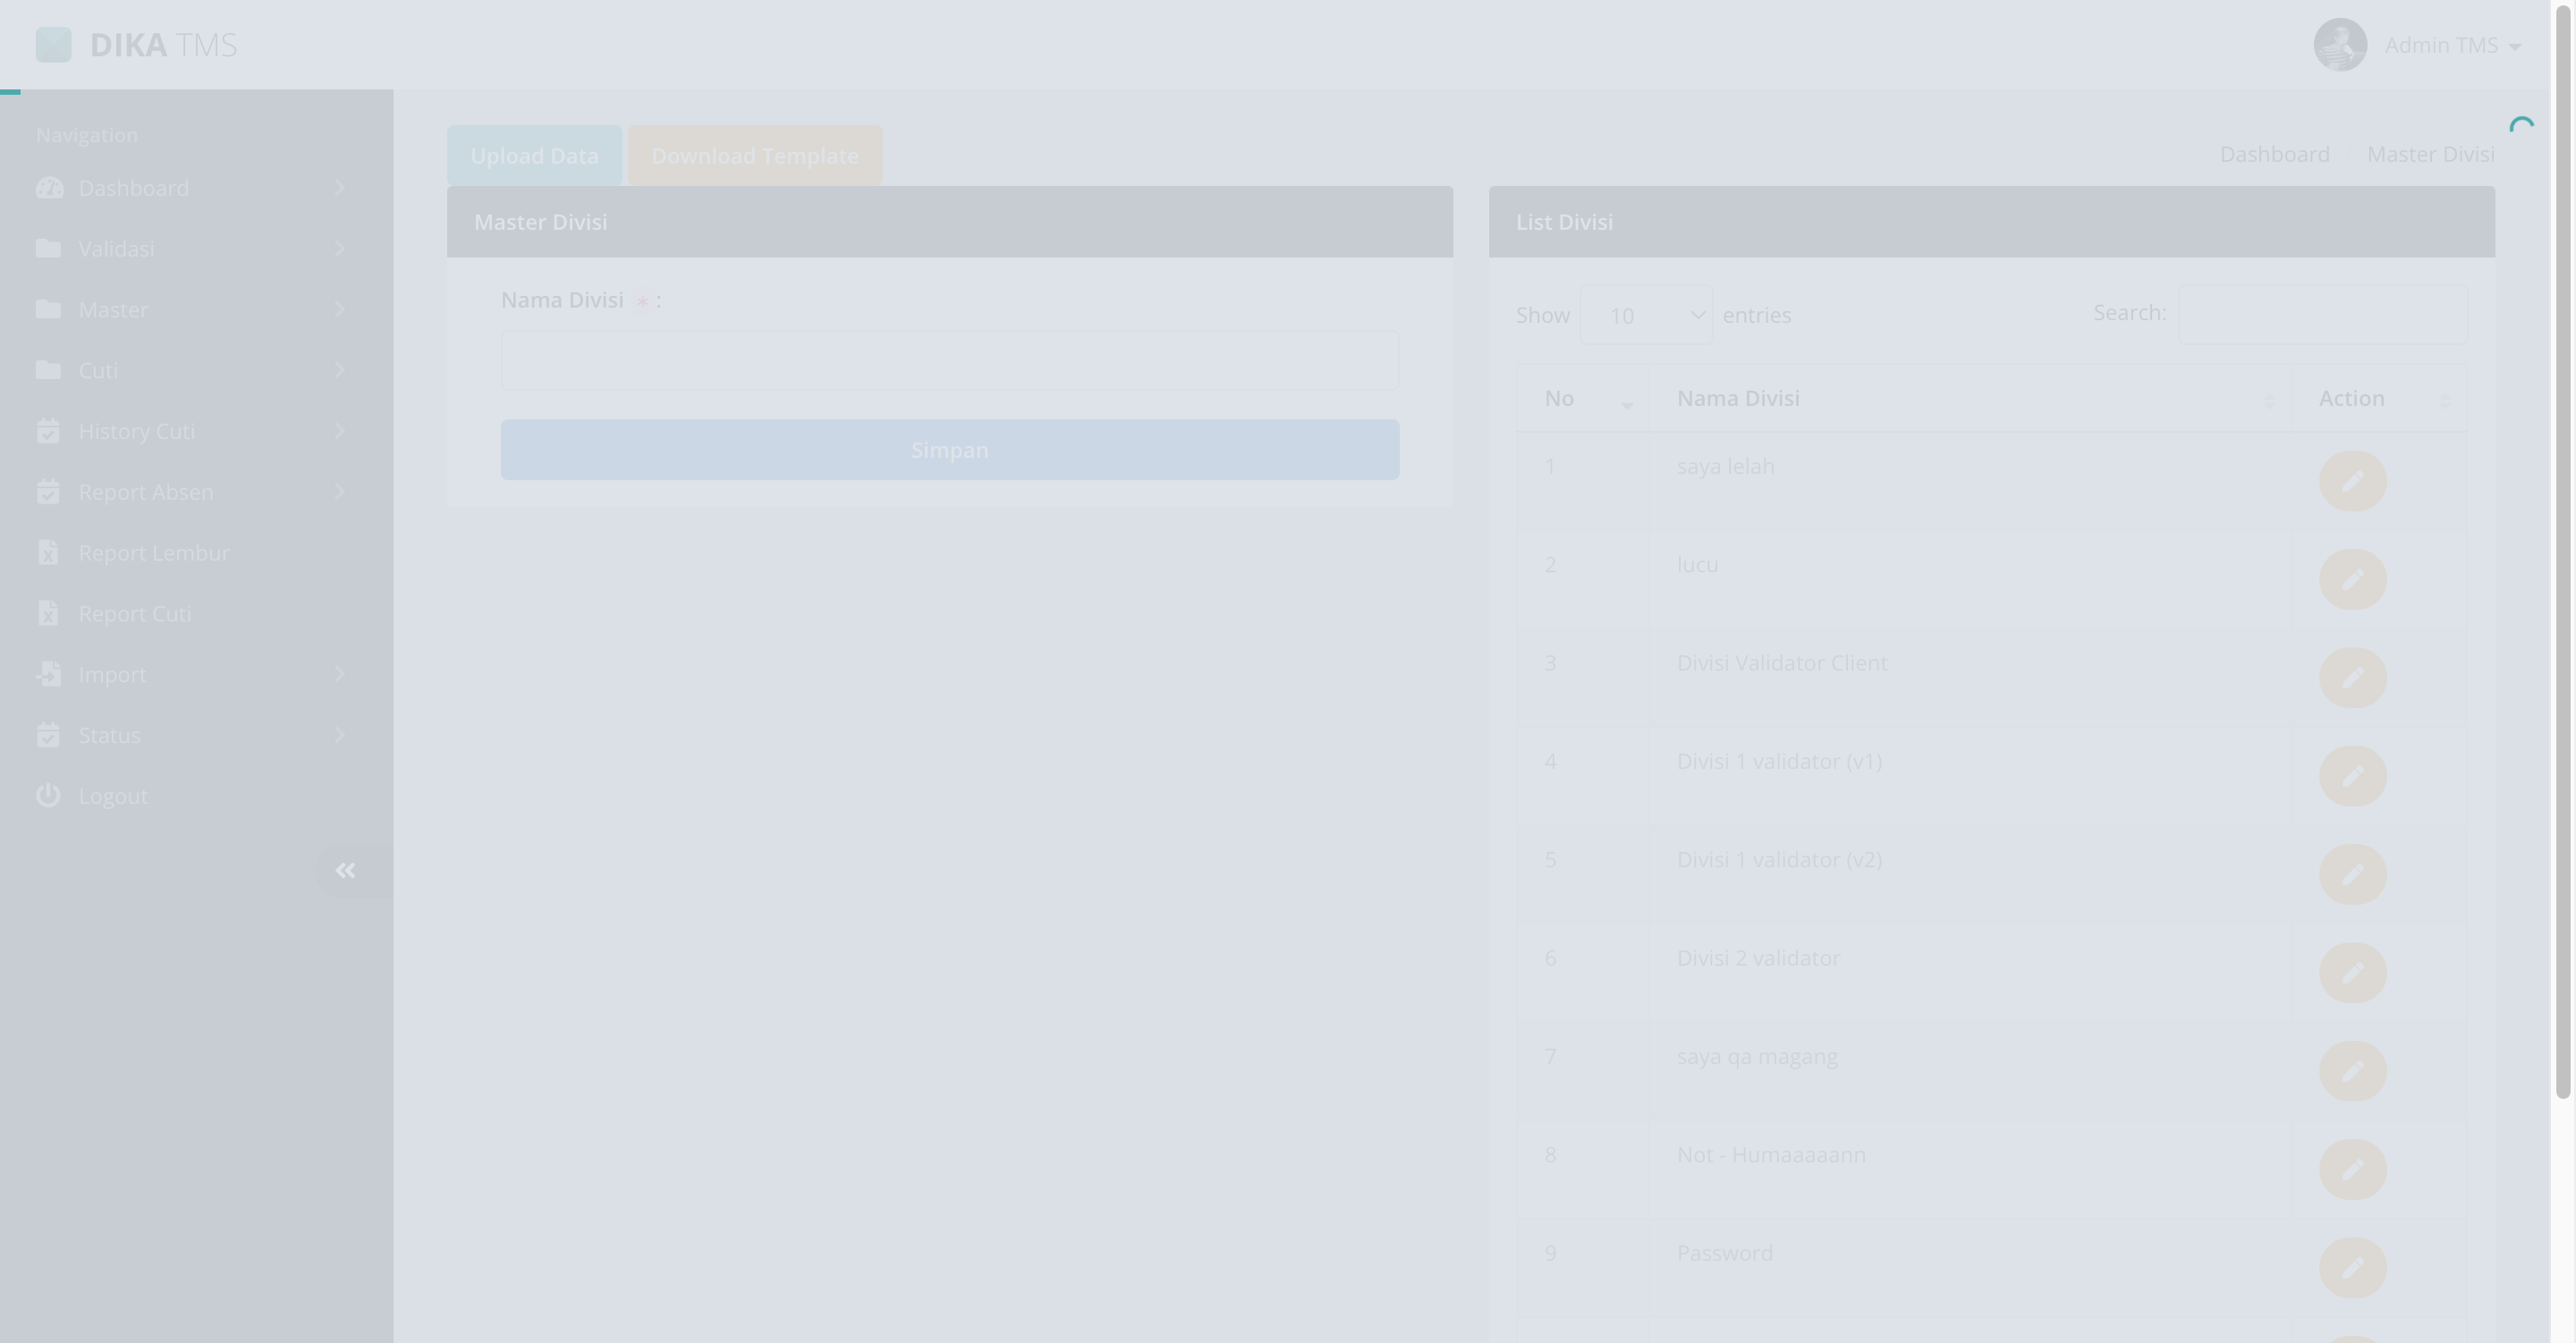 DIKA TMS
Admin TMS
Navigation
Dashboard
Validasi
Master
Cuti
History Cuti
Report Absen
Report Lembur
Report Cuti
Import
Status
Logout
Upload Data
Download Template
Dashboard
Master Divisi
Master Divisi
Nama Divisi * :
Simpan
List Divisi
Show 10 entries
Search:
No Nama Divisi Action
1 saya lelah
2 lucu
3 Divisi Validator Client
4 Divisi 1 validator (v1)
5 Divisi 1 validator (v2)
6 Divisi 2 validator
7 saya qa magang
8 Not - Humaaaaann
9 Password